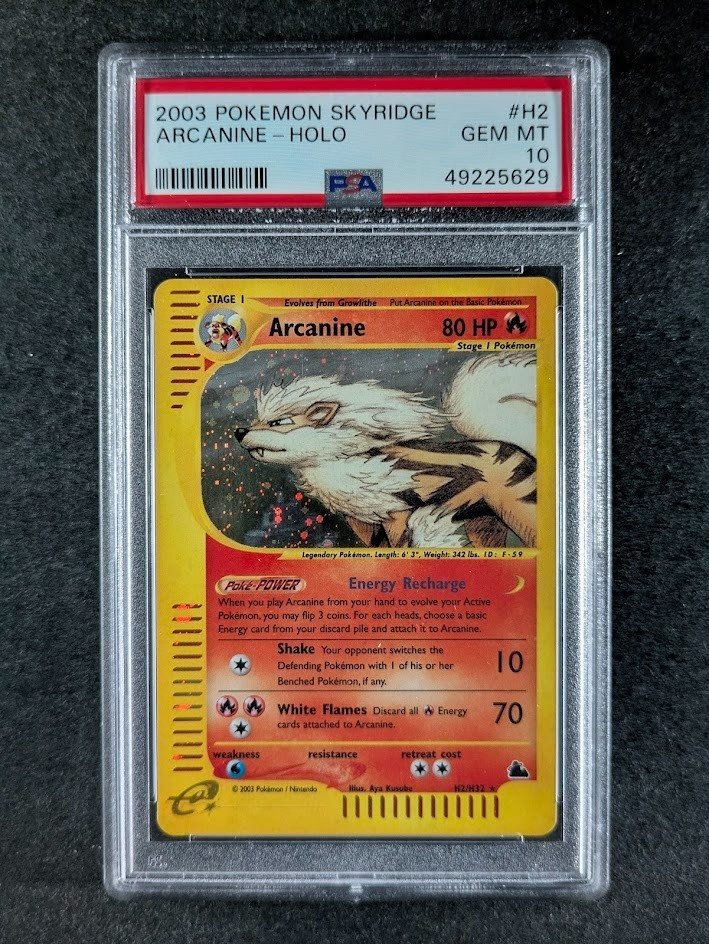 2003 POKEMON SKYRIDGE #H2
ARCANINE - HOLO GEM MT
10
PSA 49225629
STAGE 1 Evolves from Growlithe Put Arcanine on the Basic Pokémon
Arcanine 80 HP
Stage 1 Pokémon
Legendary Pokémon. Length: 6' 3", Weight: 342 lbs. ID: F-59
Poké-POWER Energy Recharge
When you play Arcanine from your hand to evolve your Active
Pokémon, you may flip 3 coins. For each heads, choose a basic
Energy card from your discard pile and attach it to Arcanine.
Shake Your opponent switches the
Defending Pokémon with 1 of his or her 10
Benched Pokémon, if any.
White Flames Discard all Energy 70
cards attached to Arcanine.
weakness resistance retreat cost
© 2003 Pokémon / Nintendo Illus. Aya Kusube H2/H32 ★
e